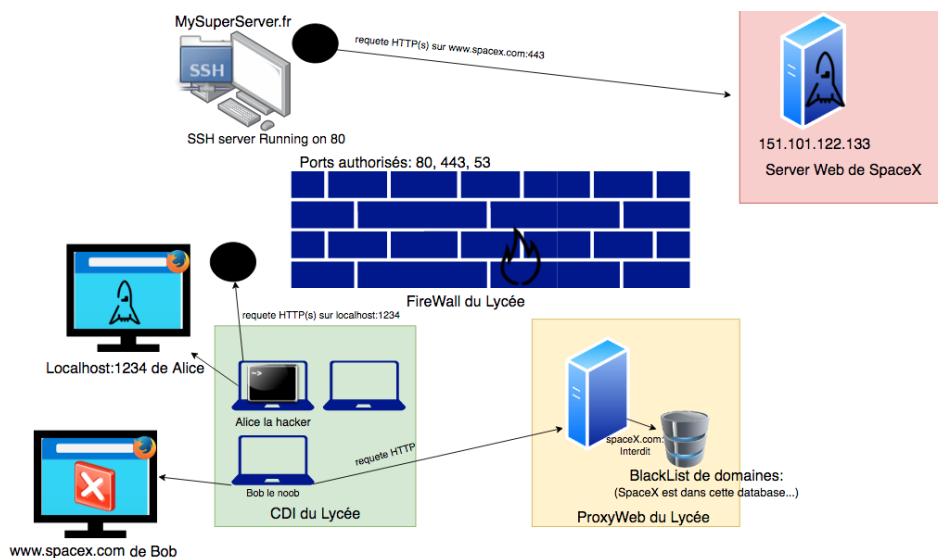 MySuperServer.fr
requete HTTP(s) sur www.spacex.com:443
SSH
SSH server Running on 80
151.101.122.133
Server Web de SpaceX
Ports authorisés: 80, 443, 53
FireWall du Lycée
requete HTTP(s) sur localhost:1234
Localhost:1234 de Alice
~>
Alice la hacker
requete HTTP
spaceX.com:
Interdit
BlackList de domaines:
(SpaceX est dans cette database...)
Bob le noob
CDI du Lycée
ProxyWeb du Lycée
www.spacex.com de Bob